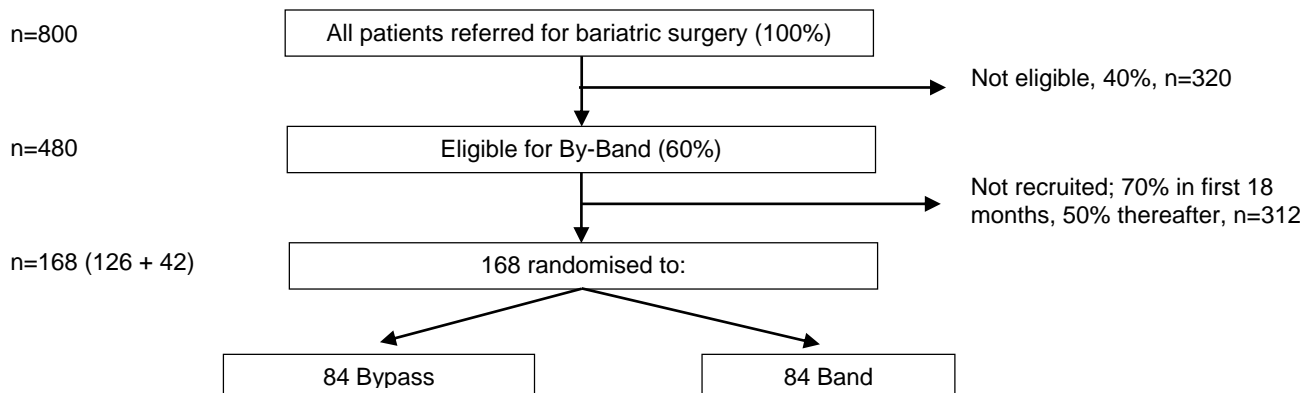 n=800
All patients referred for bariatric surgery (100%)
Not eligible, 40%, n=320
n=480
Eligible for By-Band (60%)
Not recruited; 70% in first 18
months, 50% thereafter, n=312
n=168 (126 + 42)
168 randomised to:
84 Bypass
84 Band